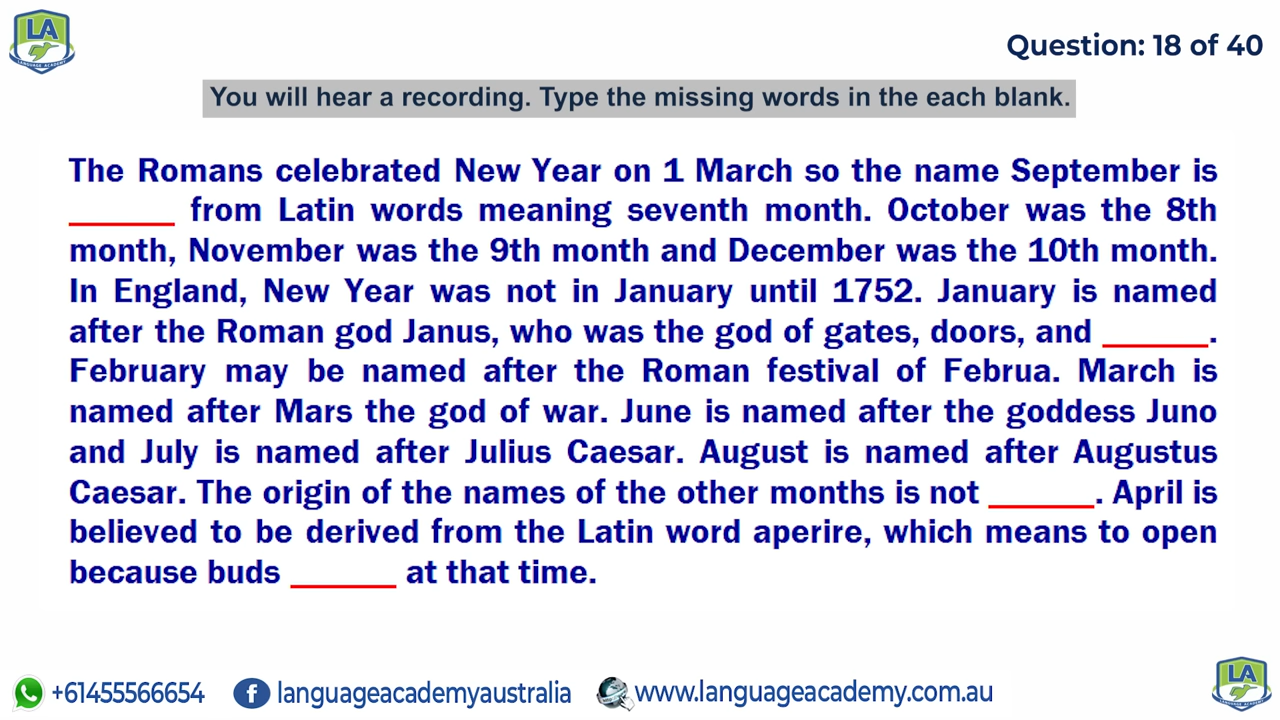 LA
LANGUAGE ACADEMY
Question: 18 of 40
You will hear a recording. Type the missing words in the each blank.
The Romans celebrated New Year on 1 March so the name September is
______ from Latin words meaning seventh month. October was the 8th
month, November was the 9th month and December was the 10th month.
In England, New Year was not in January until 1752. January is named
after the Roman god Janus, who was the god of gates, doors, and ______.
February may be named after the Roman festival of Februa. March is
named after Mars the god of war. June is named after the goddess Juno
and July is named after Julius Caesar. August is named after Augustus
Caesar. The origin of the names of the other months is not ______. April is
believed to be derived from the Latin word aperire, which means to open
because buds ______ at that time.
+61455566654
languageacademyaustralia
www.languageacademy.com.au
LA
LANGUAGE ACADEMY